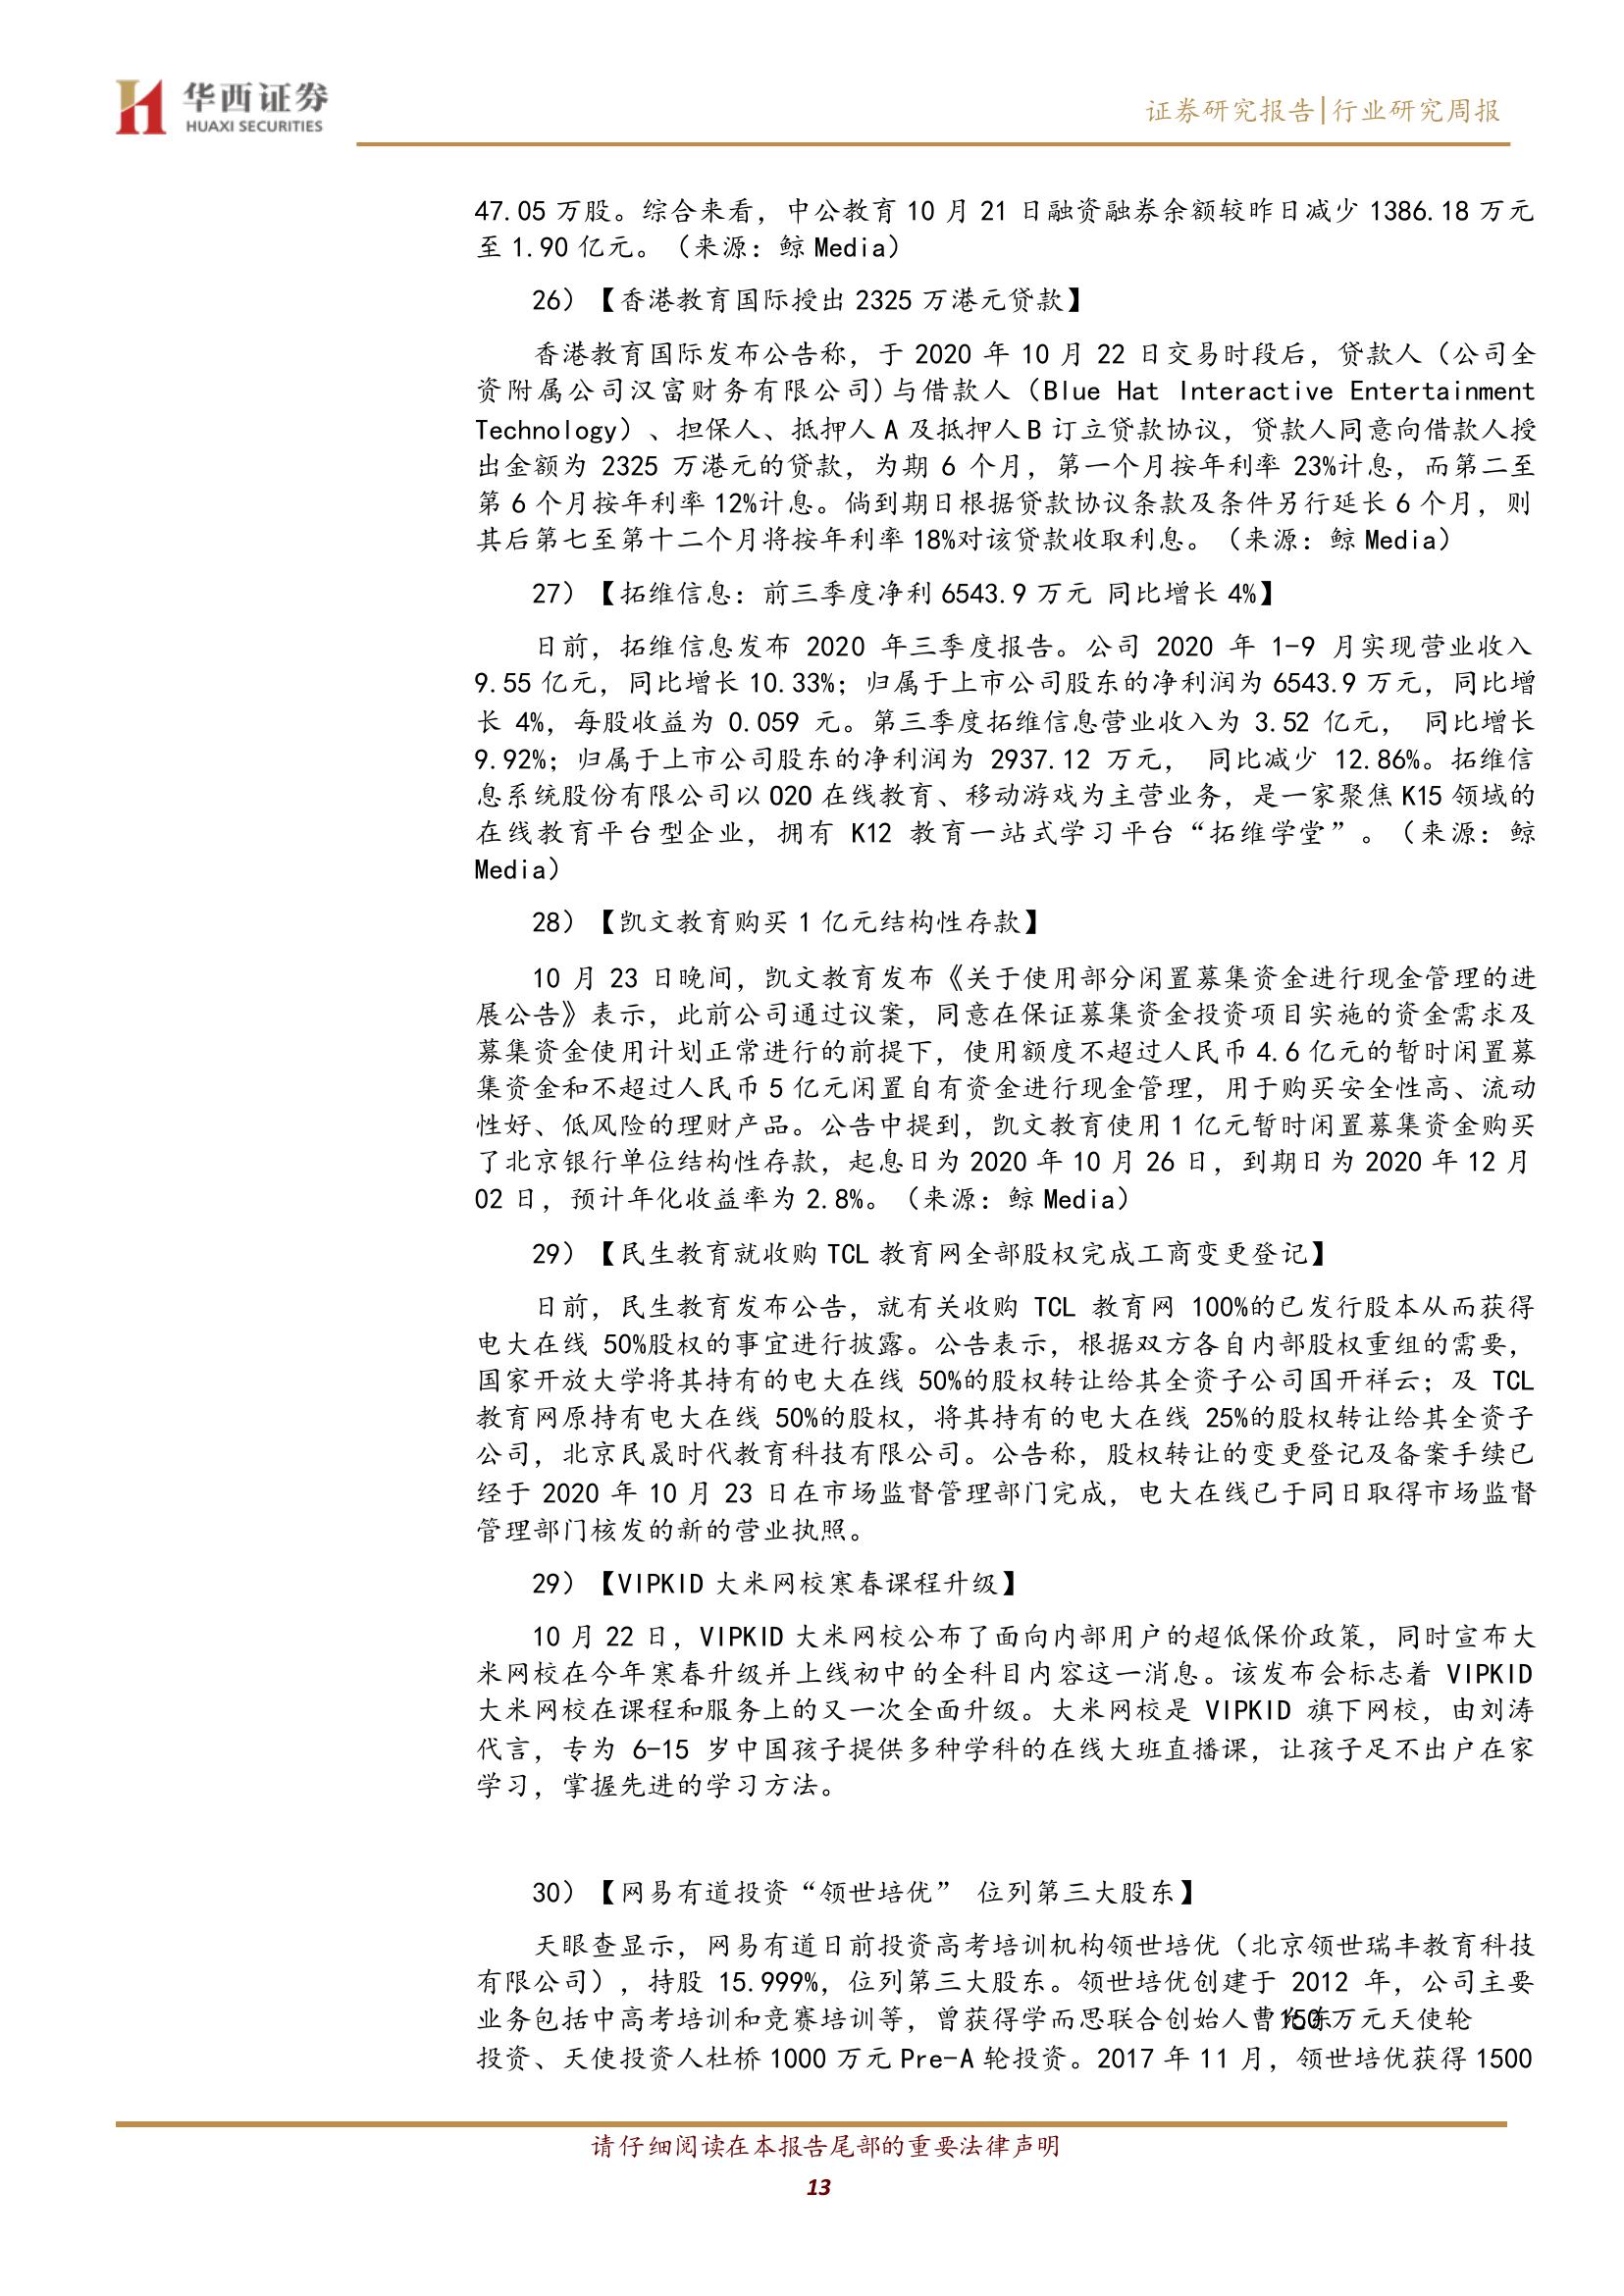 华西证券
HUAXI SECURITIES
证券研究报告|行业研究周报
47.05 万股。综合来看，中公教育 10 月 21 日融资融券余额较昨日减少 1386.18 万元
至 1.90 亿元。（来源：鲸 Media）
26）【香港教育国际授出 2325 万港元贷款】
香港教育国际发布公告称，于 2020 年 10 月 22 日交易时段后，贷款人（公司全
资附属公司汉富财务有限公司)与借款人（Blue Hat Interactive Entertainment
Technology）、担保人、抵押人 A 及抵押人 B 订立贷款协议，贷款人同意向借款人授
出金额为 2325 万港元的贷款，为期 6 个月，第一个月按年利率 23%计息，而第二至
第 6 个月按年利率 12%计息。倘到期日根据贷款协议条款及条件另行延长 6 个月，则
其后第七至第十二个月将按年利率 18%对该贷款收取利息。（来源：鲸 Media）
27）【拓维信息：前三季度净利 6543.9 万元 同比增长 4%】
日前，拓维信息发布 2020 年三季度报告。公司 2020 年 1-9 月实现营业收入
9.55 亿元，同比增长 10.33%；归属于上市公司股东的净利润为 6543.9 万元，同比增
长 4%，每股收益为 0.059 元。第三季度拓维信息营业收入为 3.52 亿元， 同比增长
9.92%；归属于上市公司股东的净利润为 2937.12 万元， 同比减少 12.86%。拓维信
息系统股份有限公司以 O2O 在线教育、移动游戏为主营业务，是一家聚焦 K15 领域的
在线教育平台型企业，拥有 K12 教育一站式学习平台“拓维学堂”。（来源：鲸
Media）
28）【凯文教育购买 1 亿元结构性存款】
10 月 23 日晚间，凯文教育发布《关于使用部分闲置募集资金进行现金管理的进
展公告》表示，此前公司通过议案，同意在保证募集资金投资项目实施的资金需求及
募集资金使用计划正常进行的前提下，使用额度不超过人民币 4.6 亿元的暂时闲置募
集资金和不超过人民币 5 亿元闲置自有资金进行现金管理，用于购买安全性高、流动
性好、低风险的理财产品。公告中提到，凯文教育使用 1 亿元暂时闲置募集资金购买
了北京银行单位结构性存款，起息日为 2020 年 10 月 26 日，到期日为 2020 年 12 月
02 日，预计年化收益率为 2.8%。（来源：鲸 Media）
29）【民生教育就收购 TCL 教育网全部股权完成工商变更登记】
日前，民生教育发布公告，就有关收购 TCL 教育网 100%的已发行股本从而获得
电大在线 50%股权的事宜进行披露。公告表示，根据双方各自内部股权重组的需要，
国家开放大学将其持有的电大在线 50%的股权转让给其全资子公司国开祥云；及 TCL
教育网原持有电大在线 50%的股权，将其持有的电大在线 25%的股权转让给其全资子
公司，北京民晟时代教育科技有限公司。公告称，股权转让的变更登记及备案手续已
经于 2020 年 10 月 23 日在市场监督管理部门完成，电大在线已于同日取得市场监督
管理部门核发的新的营业执照。
29）【VIPKID 大米网校寒春课程升级】
10 月 22 日，VIPKID 大米网校公布了面向内部用户的超低保价政策，同时宣布大
米网校在今年寒春升级并上线初中的全科目内容这一消息。该发布会标志着 VIPKID
大米网校在课程和服务上的又一次全面升级。大米网校是 VIPKID 旗下网校，由刘涛
代言，专为 6-15 岁中国孩子提供多种学科的在线大班直播课，让孩子足不出户在家
学习，掌握先进的学习方法。
30）【网易有道投资“领世培优” 位列第三大股东】
天眼查显示，网易有道日前投资高考培训机构领世培优（北京领世瑞丰教育科技
有限公司），持股 15.999%，位列第三大股东。领世培优创建于 2012 年，公司主要
业务包括中高考培训和竞赛培训等，曾获得学而思联合创始人曹 150 万元天使轮
投资、天使投资人杜桥 1000 万元 Pre-A 轮投资。2017 年 11 月，领世培优获得 1500
请仔细阅读在本报告尾部的重要法律声明
13